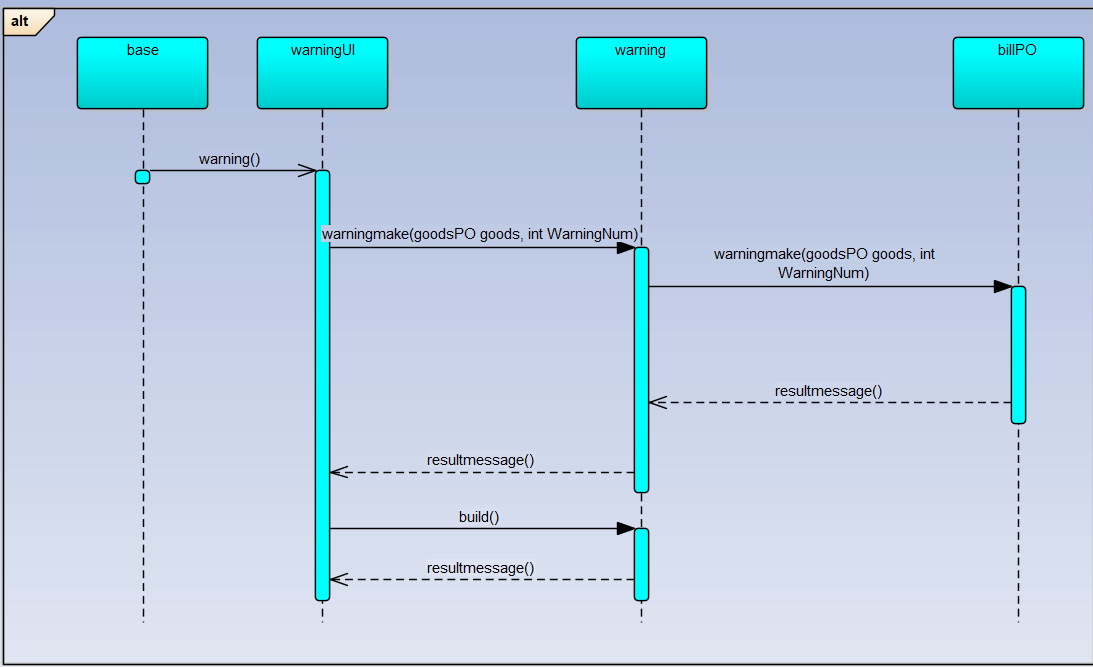 alt
base
warningUI
warning
billPO
warning()
warningmake(goodsPO goods, int WarningNum)
warningmake(goodsPO goods, int
WarningNum)
resultmessage()
resultmessage()
build()
resultmessage()